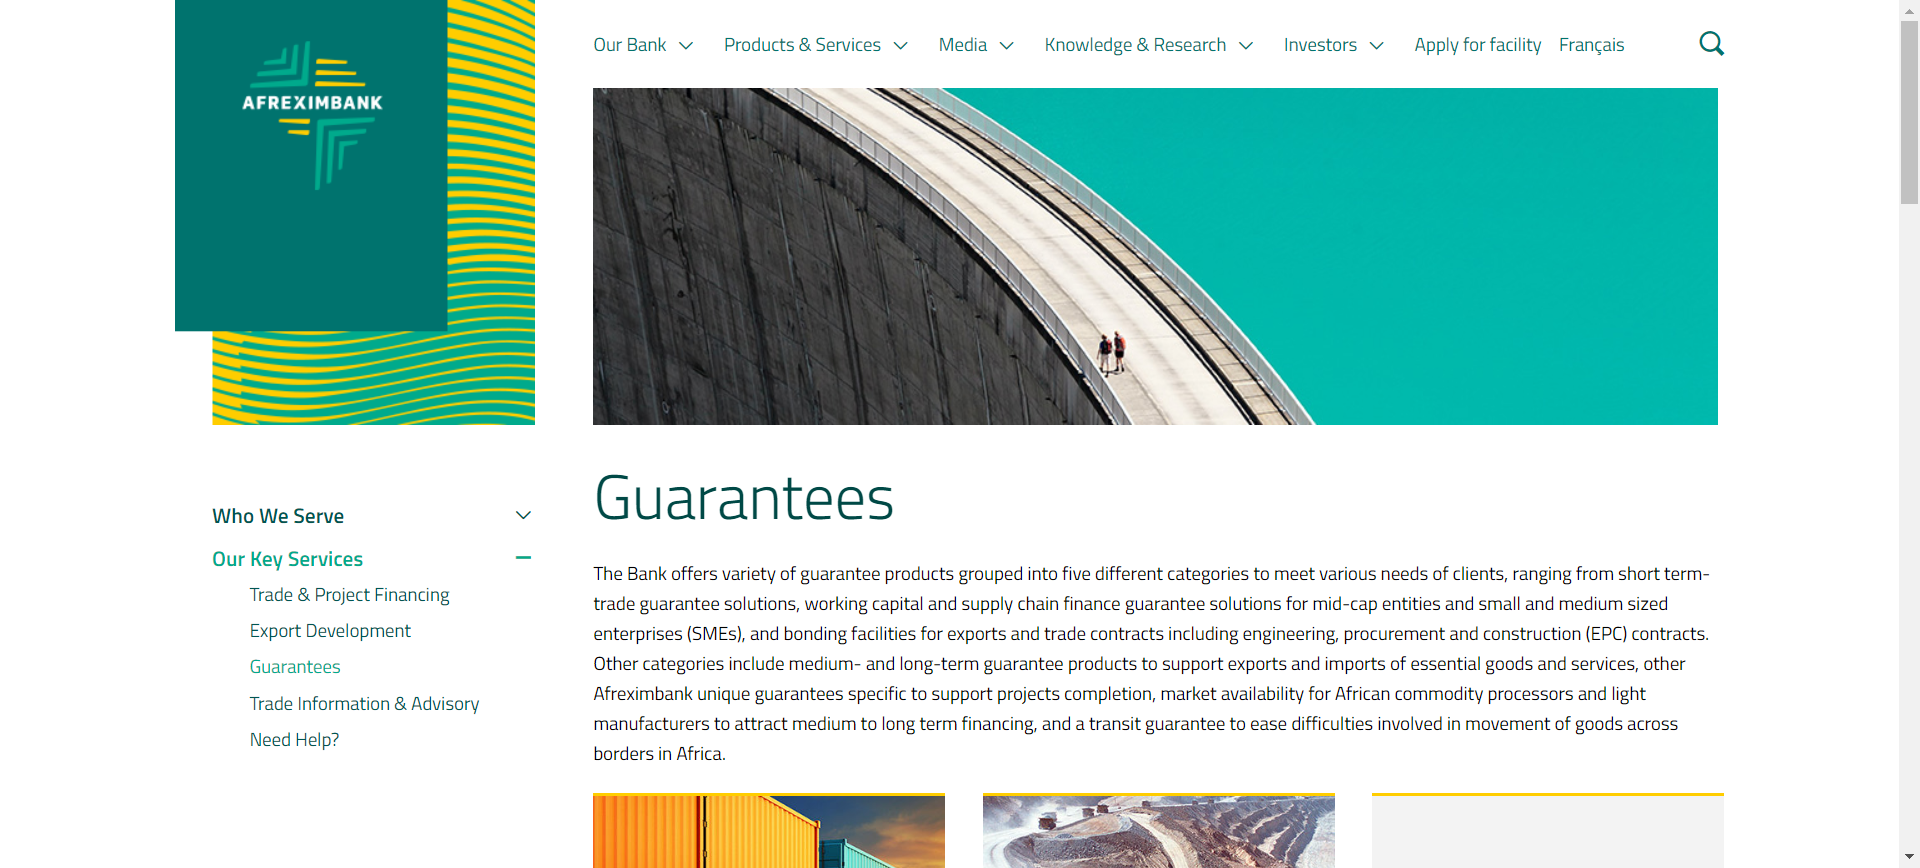 AFREXIMBANK
Our Bank
Products & Services
Media
Knowledge & Research
Investors
Apply for facility
Français
Who We Serve
Our Key Services
Trade & Project Financing
Export Development
Guarantees
Trade Information & Advisory
Need Help?
Guarantees
The Bank offers variety of guarantee products grouped into five different categories to meet various needs of clients, ranging from short term-
trade guarantee solutions, working capital and supply chain finance guarantee solutions for mid-cap entities and small and medium sized
enterprises (SMEs), and bonding facilities for exports and trade contracts including engineering, procurement and construction (EPC) contracts.
Other categories include medium- and long-term guarantee products to support exports and imports of essential goods and services, other
Afreximbank unique guarantees specific to support projects completion, market availability for African commodity processors and light
manufacturers to attract medium to long term financing, and a transit guarantee to ease difficulties involved in movement of goods across
borders in Africa.